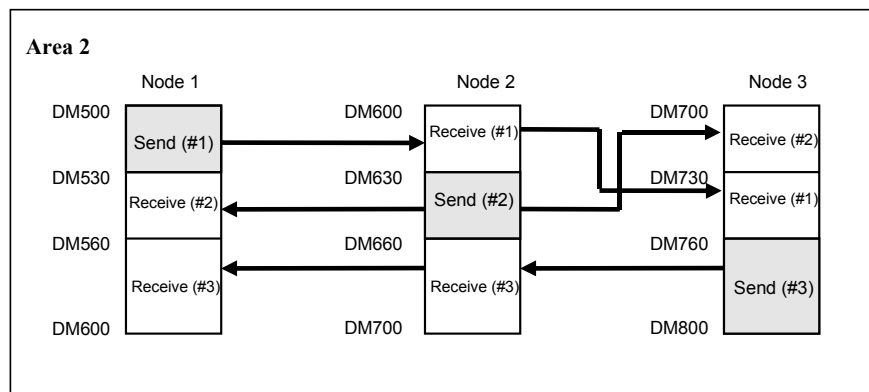 Area 2
Node 1 Node 2 Node 3
DM500 DM600 DM700
Send (#1) Receive (#1) Receive (#2)
DM530 DM630 DM730
Receive (#2) Send (#2) Receive (#1)
DM560 DM660 DM760
Receive (#3) Receive (#3) Send (#3)
DM600 DM700 DM800